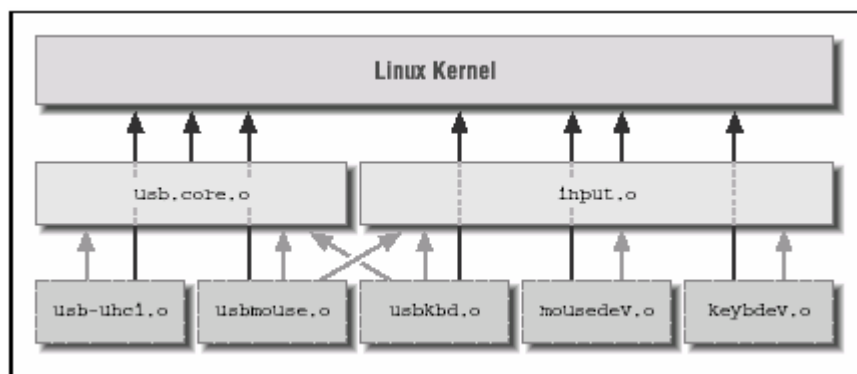 Linux Kernel
usb.core.o
input.o
usb-uhci.o
usbmouse.o
usbkbd.o
mousedev.o
keybdev.o